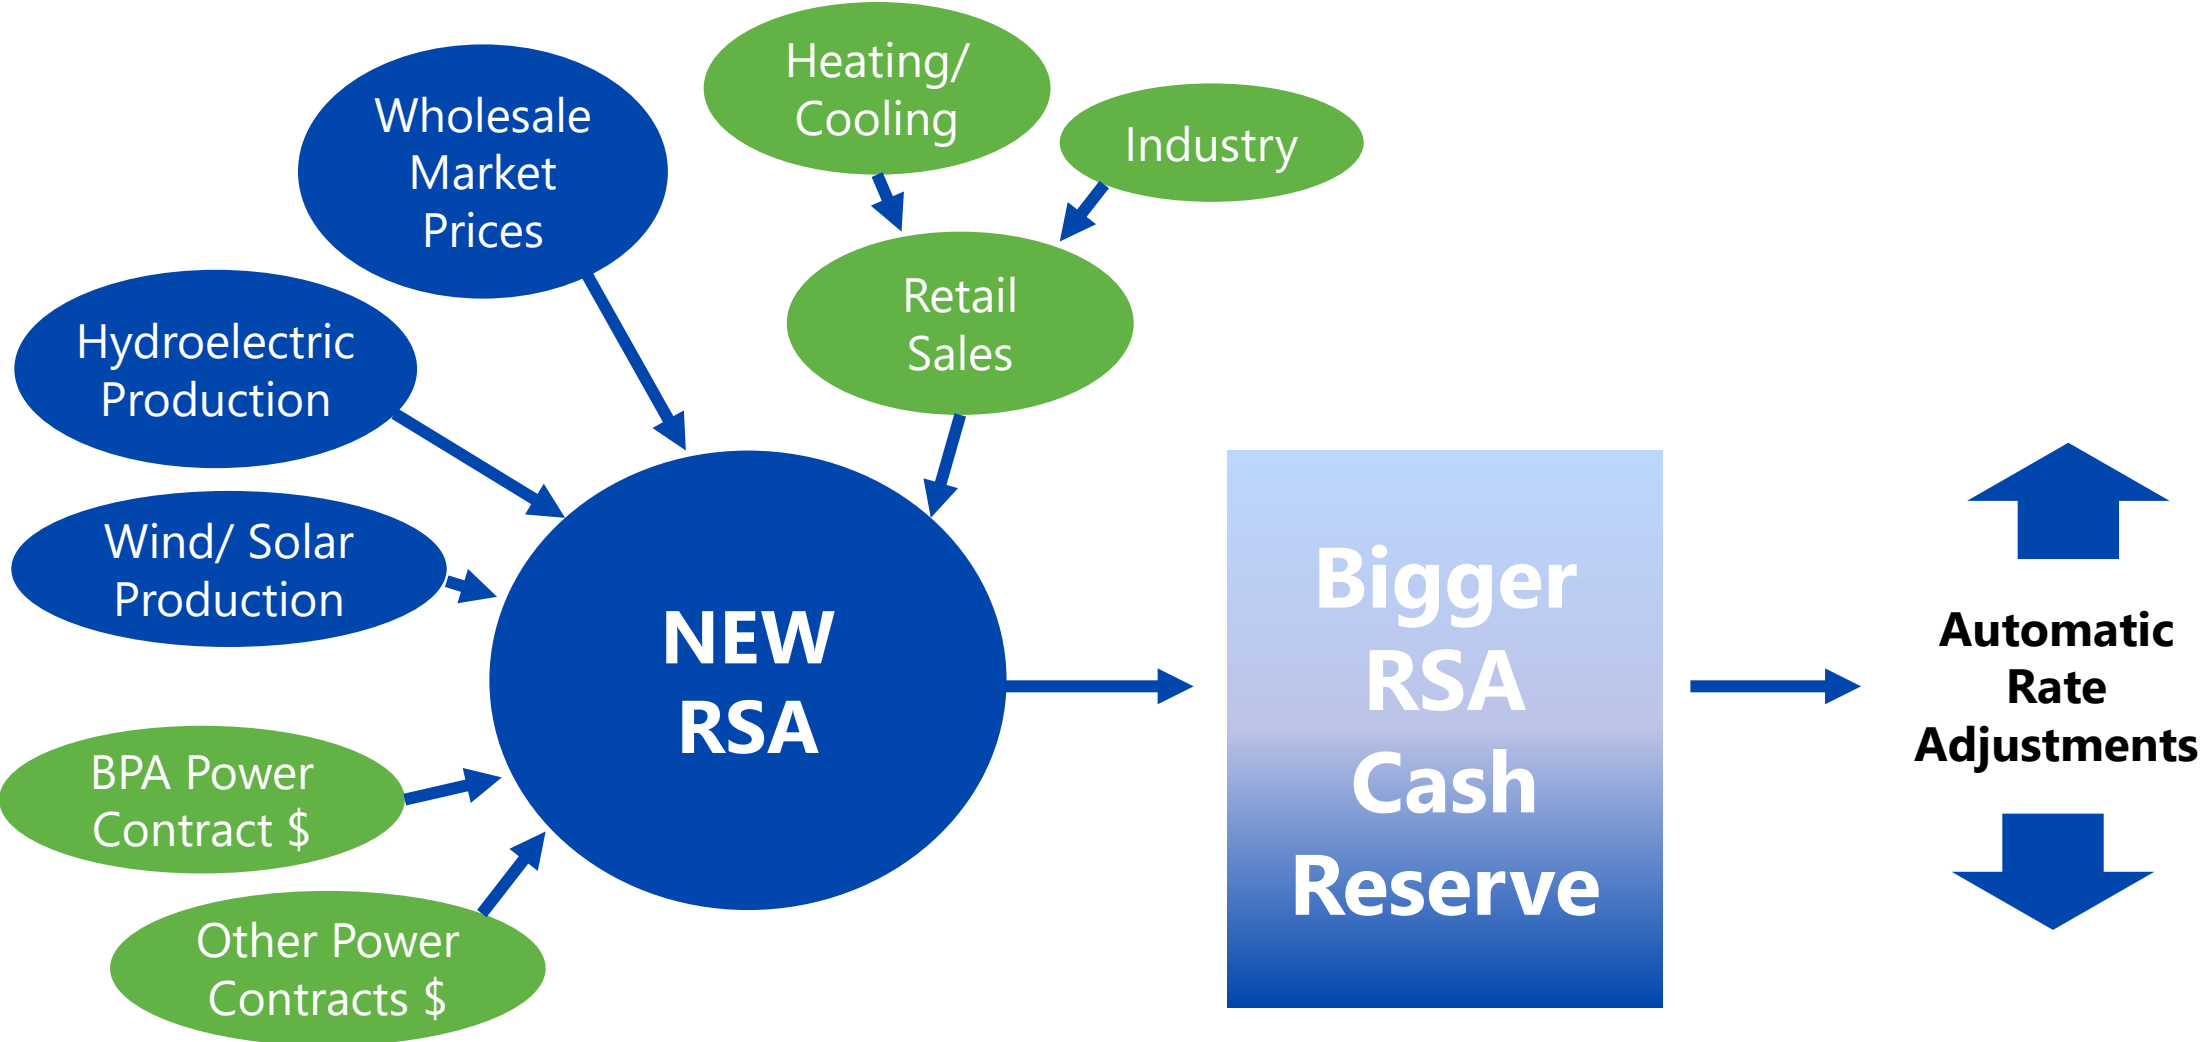 Heating/
Cooling
Industry
Wholesale
Market
Prices
Retail
Sales
Hydroelectric
Production
Wind/ Solar
Production
BPA Power
Contract $
Other Power
Contracts $
NEW
RSA
Bigger
RSA
Cash
Reserve
Automatic
Rate
Adjustments